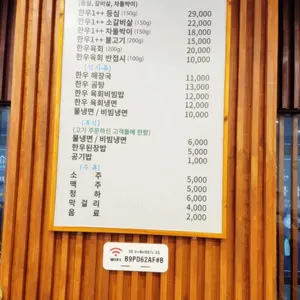 (등심, 갈비살, 차돌박이)
한우1++ 등심 (150g) 29,000
한우1++ 소갈비살 (150g) 22,000
한우1++ 차돌박이 (150g) 18,000
한우1++ 불고기 (200g) 15,000
한우육회 (200g) 20,000
한우육회 반접시 (100g) 10,000
(식사류)
한우 해장국 11,000
한우 곰탕 13,000
한우 육회비빔밥 12,000
한우 육회냉면 12,000
물냉면 / 비빔냉면 10,000
(후식)
(고기 주문하신 고객들에 한함)
물냉면 / 비빔냉면 6,000
한우된장밥 5,000
공기밥 1,000
(주류)
소 주 5,000
맥 주 5,000
청 하 6,000
막 걸 리 4,000
음 료 2,000
WIFI
B9PD62AF#B